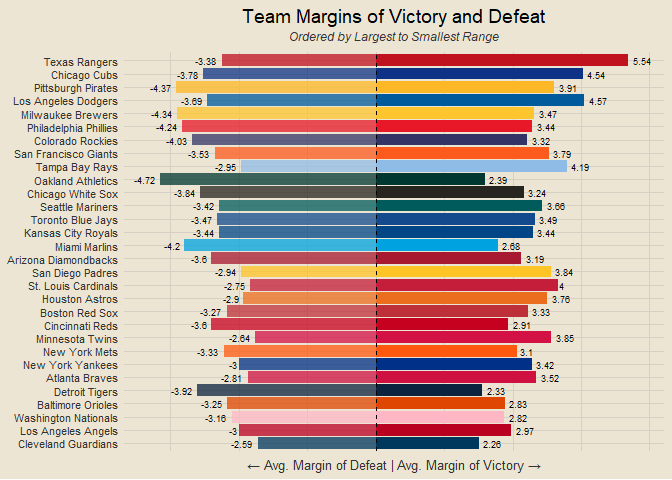 Team Margins of Victory and Defeat
Ordered by Largest to Smallest Range
Texas Rangers -3.38 5.54
Chicago Cubs -3.78 4.54
Pittsburgh Pirates -4.37 3.91
Los Angeles Dodgers -3.69 4.57
Milwaukee Brewers -4.34 3.47
Philadelphia Phillies -4.24 3.44
Colorado Rockies -4.03 3.32
San Francisco Giants -3.53 3.79
Tampa Bay Rays -2.95 4.19
Oakland Athletics -4.72 2.39
Chicago White Sox -3.84 3.24
Seattle Mariners -3.42 3.66
Toronto Blue Jays -3.47 3.49
Kansas City Royals -3.44 3.44
Miami Marlins -4.2 2.68
Arizona Diamondbacks -3.6 3.19
San Diego Padres -2.94 3.84
St. Louis Cardinals -2.75 4
Houston Astros -2.9 3.76
Boston Red Sox -3.27 3.33
Cincinnati Reds -3.6 2.91
Minnesota Twins -2.64 3.85
New York Mets -3.33 3.1
New York Yankees -3 3.42
Atlanta Braves -2.81 3.52
Detroit Tigers -3.92 2.33
Baltimore Orioles -3.25 2.83
Washington Nationals -3.16 2.82
Los Angeles Angels -3 2.97
Cleveland Guardians -2.59 2.26
← Avg. Margin of Defeat | Avg. Margin of Victory →